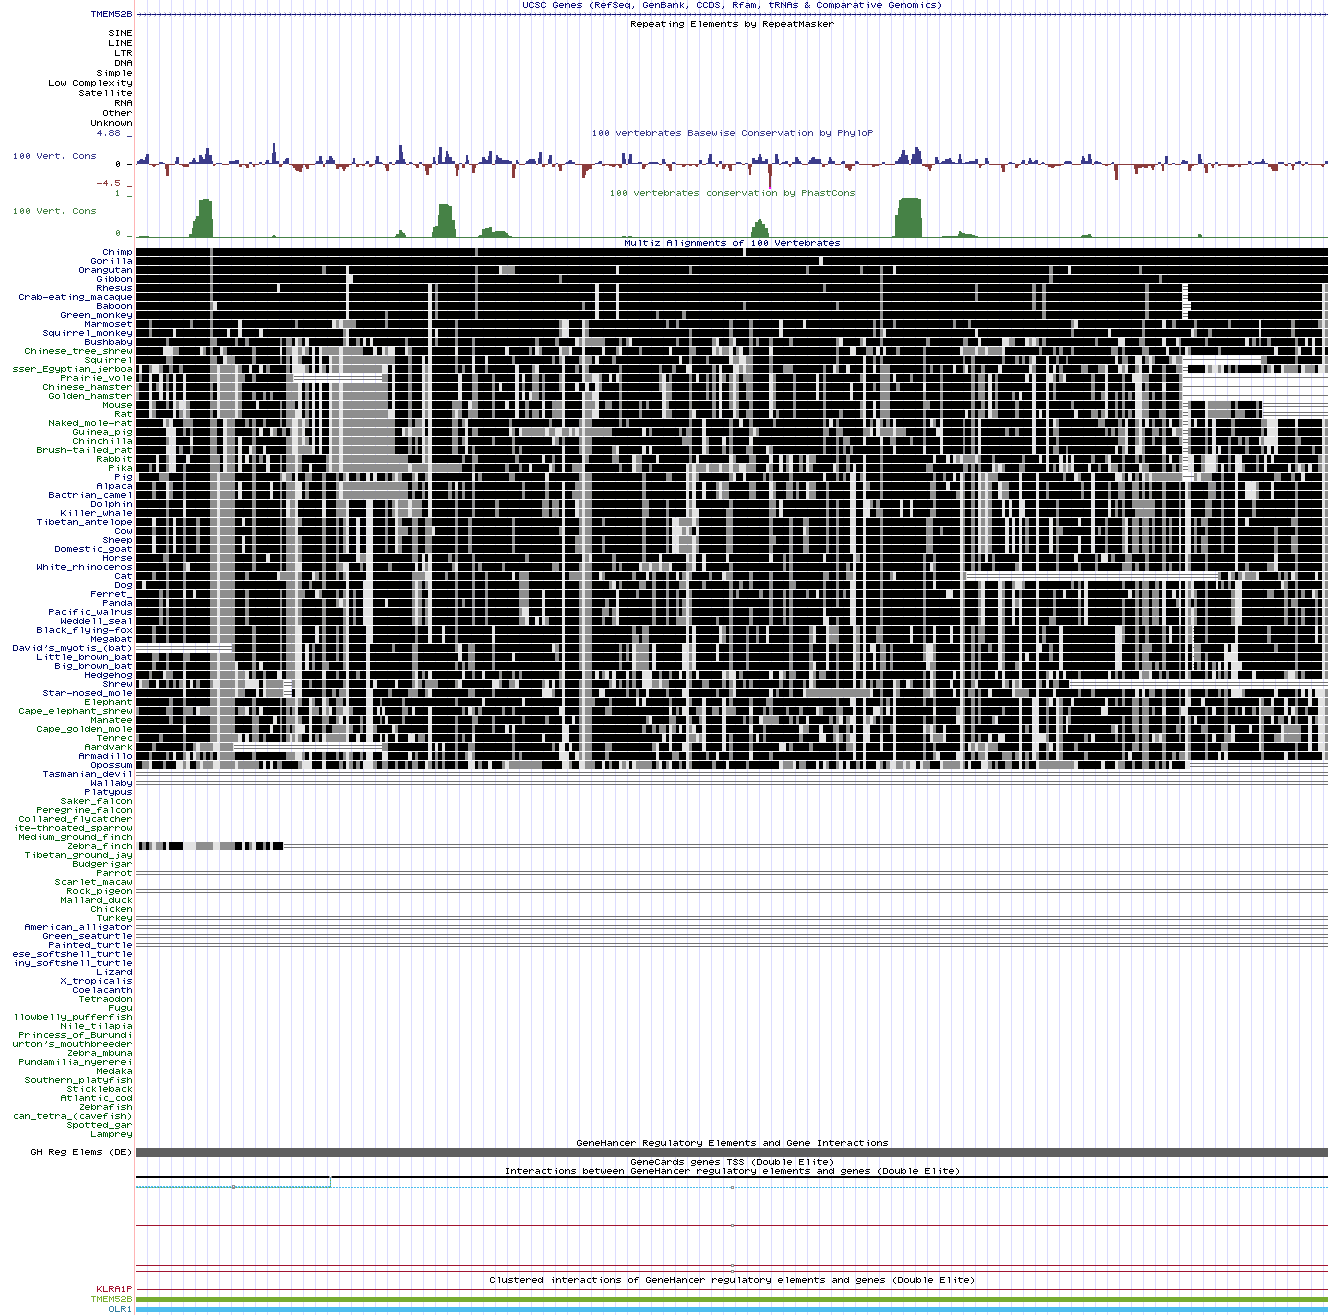 UCSC Genes (RefSeq, GenBank, CCDS, Rfam, tRNAs & Comparative Genomics)
TMEM52B
Repeating Elements by RepeatMasker
SINE
LINE
LTR
DNA
Simple
Low Complexity
Satellite
RNA
Other
Unknown
4.88 _
100 vertebrates Basewise Conservation by PhyloP
100 Vert. Cons
0 _
-4.5 _
100 vertebrates conservation by PhastCons
1 _
100 Vert. Cons
0 _
Multiz Alignments of 100 Vertebrates
Chimp
Gorilla
Orangutan
Gibbon
Rhesus
Crab-eating_macaque
Baboon
Green_monkey
Marmoset
Squirrel_monkey
Bushbaby
Chinese_tree_shrew
Squirrel
sser_Egyptian_jerboa
Prairie_vole
Chinese_hamster
Golden_hamster
Mouse
Rat
Naked_mole-rat
Guinea_pig
Chinchilla
Brush-tailed_rat
Rabbit
Pika
Pig
Alpaca
Bactrian_camel
Dolphin
Killer_whale
Tibetan_antelope
Cow
Sheep
Domestic_goat
Horse
White_rhinoceros
Cat
Dog
Ferret_
Panda
Pacific_walrus
Weddell_seal
Black_flying-fox
Megabat
David's_myotis_(bat)
Little_brown_bat
Big_brown_bat
Hedgehog
Shrew
Star-nosed_mole
Elephant
Cape_elephant_shrew
Manatee
Cape_golden_mole
Tenrec
Aardvark
Armadillo
Opossum
Tasmanian_devil
Wallaby
Platypus
Saker_falcon
Peregrine_falcon
Collared_flycatcher
ite-throated_sparrow
Medium_ground_finch
Zebra_finch
Tibetan_ground_jay
Budgerigar
Parrot
Scarlet_macaw
Rock_pigeon
Mallard_duck
Chicken
Turkey
American_alligator
Green_seaturtle
Painted_turtle
ese_softshell_turtle
iny_softshell_turtle
Lizard
X_tropicalis
Coelacanth
Tetraodon
Fugu
llowbelly_pufferfish
Nile_tilapia
Princess_of_Burundi
urton's_mouthbreeder
Zebra_mbuna
Pundamilia_nyererei
Medaka
Southern_platyfish
Stickleback
Atlantic_cod
Zebrafish
can_tetra_(cavefish)
Spotted_gar
Lamprey
GeneHancer Regulatory Elements and Gene Interactions
GH Reg Elems (DE)
GeneCards genes TSS (Double Elite)
Interactions between GeneHancer regulatory elements and genes (Double Elite)
Clustered interactions of GeneHancer regulatory elements and genes (Double Elite)
KLRA1P
TMEM52B
OLR1